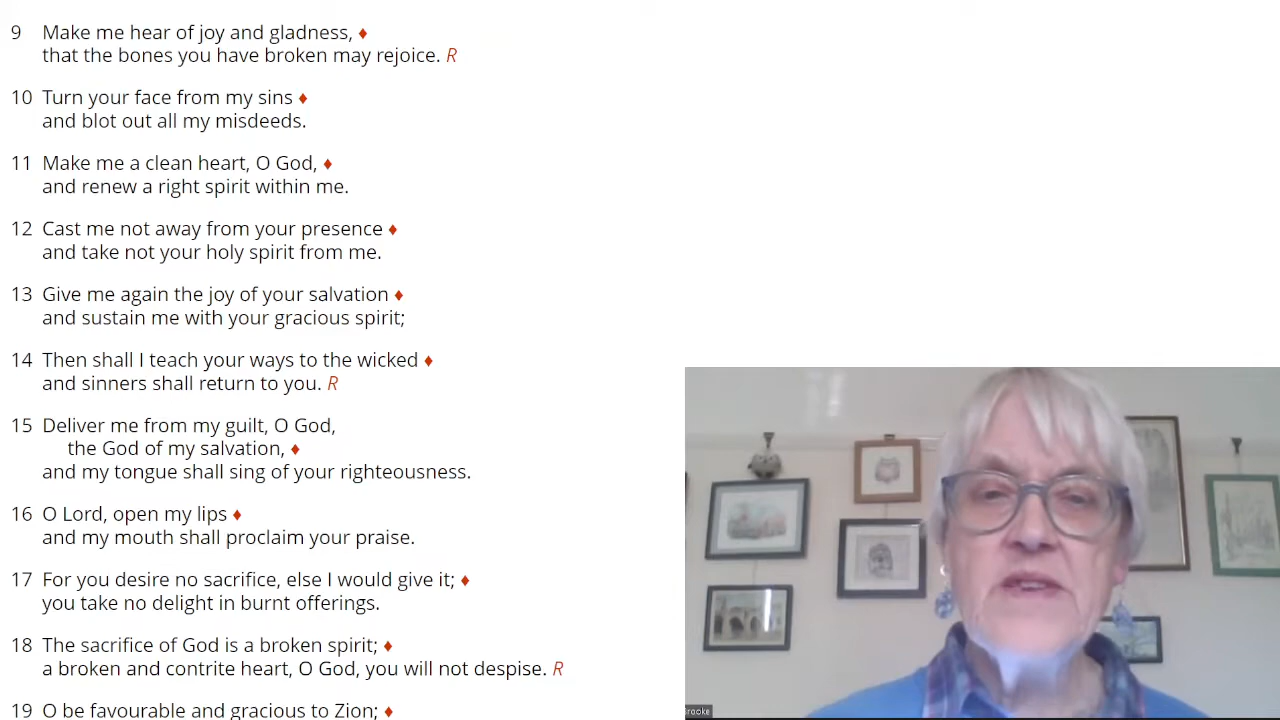 9 Make me hear of joy and gladness, ♦
that the bones you have broken may rejoice. R
10 Turn your face from my sins ♦
and blot out all my misdeeds.
11 Make me a clean heart, O God, ♦
and renew a right spirit within me.
12 Cast me not away from your presence ♦
and take not your holy spirit from me.
13 Give me again the joy of your salvation ♦
and sustain me with your gracious spirit;
14 Then shall I teach your ways to the wicked ♦
and sinners shall return to you. R
15 Deliver me from my guilt, O God,
the God of my salvation, ♦
and my tongue shall sing of your righteousness.
16 O Lord, open my lips ♦
and my mouth shall proclaim your praise.
17 For you desire no sacrifice, else I would give it; ♦
you take no delight in burnt offerings.
18 The sacrifice of God is a broken spirit; ♦
a broken and contrite heart, O God, you will not despise. R
19 O be favourable and gracious to Zion; ♦